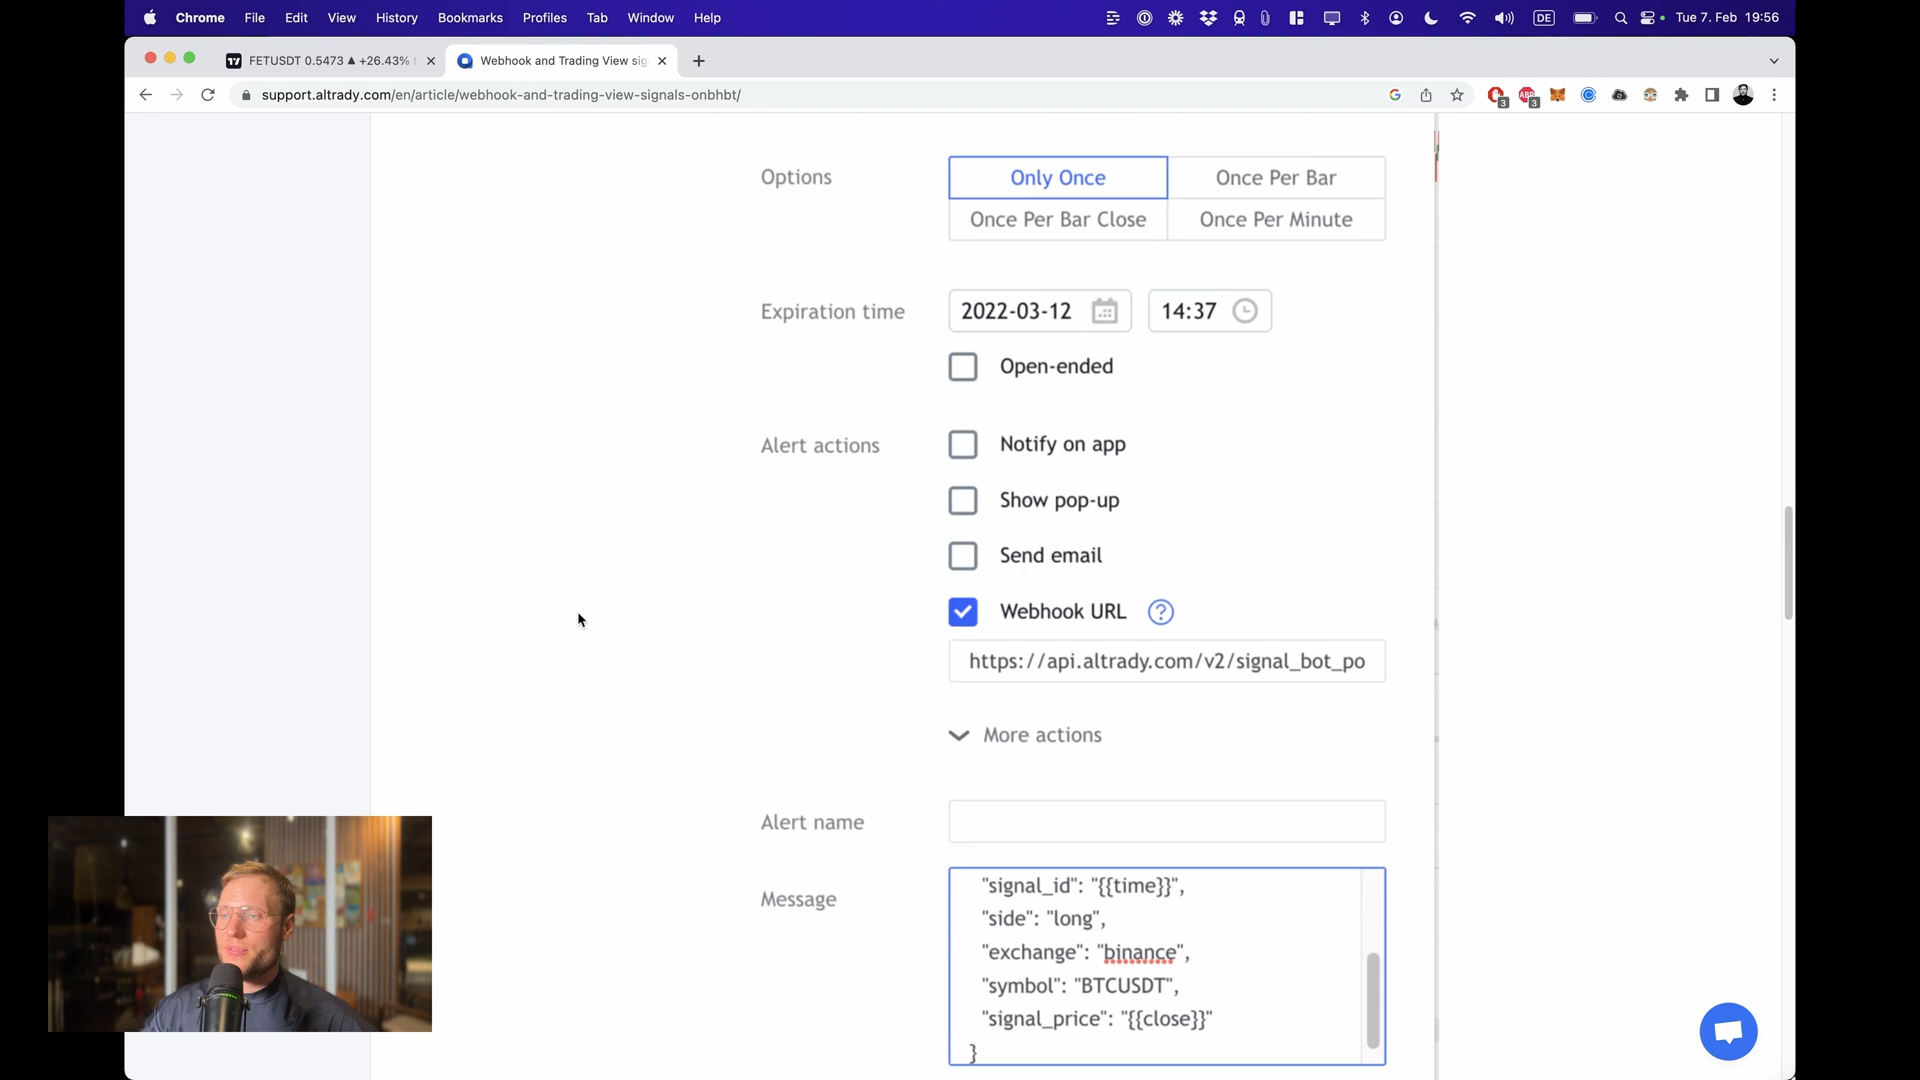 Chrome File Edit View History Bookmarks Profiles Tab Window Help DE Tue 7. Feb 19:56
FETUSDT 0.5473 ▲ +26.43% Webhook and Trading View sig
support.altrady.com/en/article/webhook-and-trading-view-signals-onbhbt/
3 ABP 3
Options Only Once Once Per Bar
Once Per Bar Close Once Per Minute
Expiration time 2022-03-12 14:37
Open-ended
Alert actions Notify on app
Show pop-up
Send email
Webhook URL ?
https://api.altrady.com/v2/signal_bot_po
More actions
Alert name
Message
"signal_id": "{{time}}",
"side": "long",
"exchange": "binance",
"symbol": "BTCUSDT",
"signal_price": "{{close}}"
}